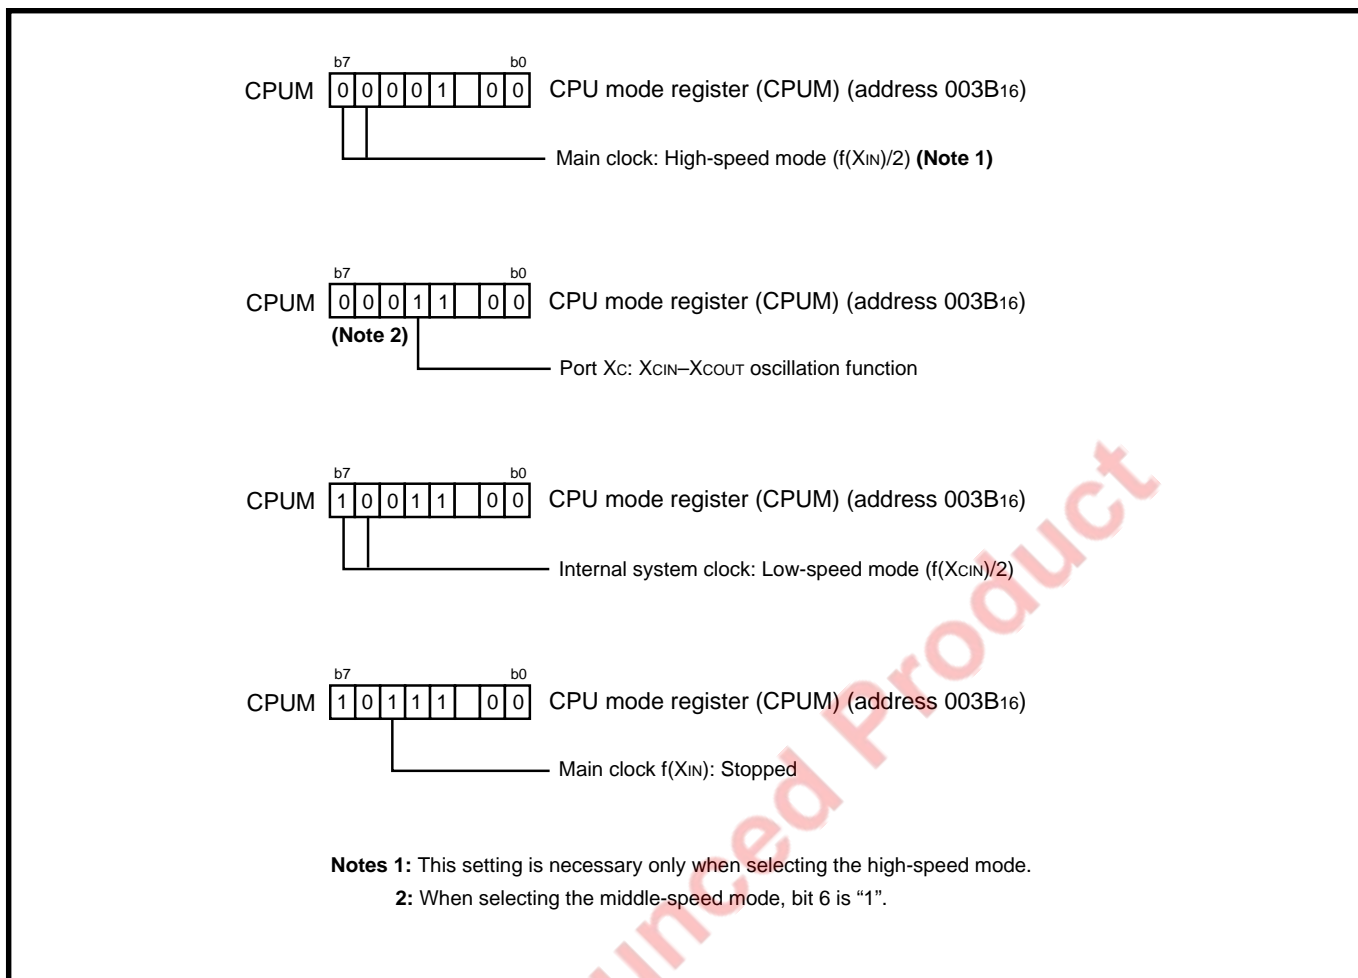 b7 b0
CPUM 0 0 0 0 1 0 0 CPU mode register (CPUM) (address 003B16)
Main clock: High-speed mode (f(XIN)/2) (Note 1)
b7 b0
CPUM 0 0 0 1 1 0 0 CPU mode register (CPUM) (address 003B16)
(Note 2)
Port XC: XCIN–XCOUT oscillation function
b7 b0
CPUM 1 0 0 1 1 0 0 CPU mode register (CPUM) (address 003B16)
Internal system clock: Low-speed mode (f(XCIN)/2)
b7 b0
CPUM 1 0 1 1 1 0 0 CPU mode register (CPUM) (address 003B16)
Main clock f(XIN): Stopped
Notes 1: This setting is necessary only when selecting the high-speed mode.
2: When selecting the middle-speed mode, bit 6 is “1”.
unced Product